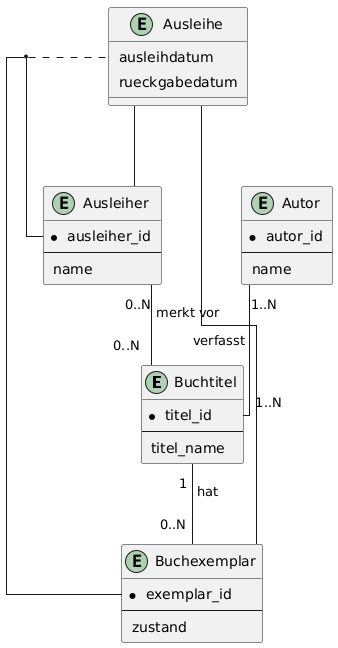 E Ausleihe
ausleihdatum
rueckgabedatum
E Ausleiher
ausleiher_id
name
E Autor
autor_id
name
0..N
merkt vor
1..N
0..N
verfasst
E Buchtitel
titel_id
titel_name
1..N
1
hat
0..N
E Buchexemplar
exemplar_id
zustand